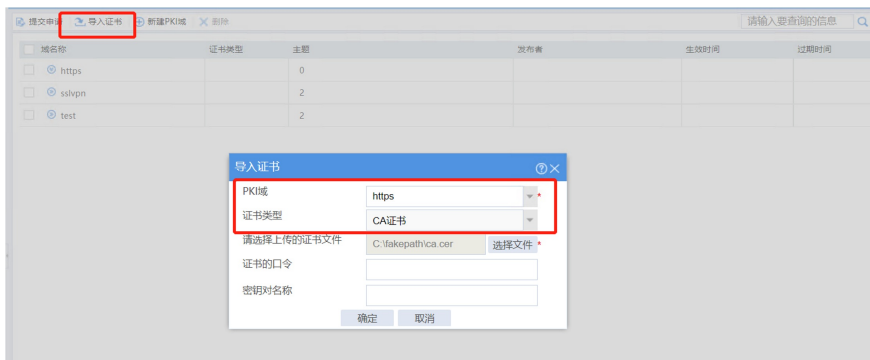 提交申请 导入证书 新建PKI域 删除 请输入要查询的信息
域名称 证书类型 主题 发布者 生效时间 过期时间
https 0
sslvpn 2
test 2
导入证书
PKI域 https *
证书类型 CA证书
请选择上传的证书文件 C:\fakepath\ca.cer 选择文件 *
证书的口令
密钥对名称
确定 取消